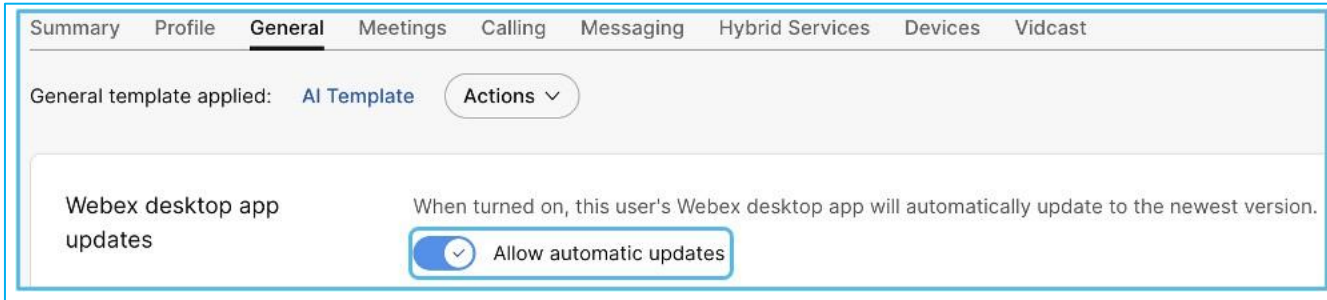 Summary Profile General Meetings Calling Messaging Hybrid Services Devices Vidcast
General template applied: AI Template Actions
Webex desktop app
updates
When turned on, this user's Webex desktop app will automatically update to the newest version.
Allow automatic updates